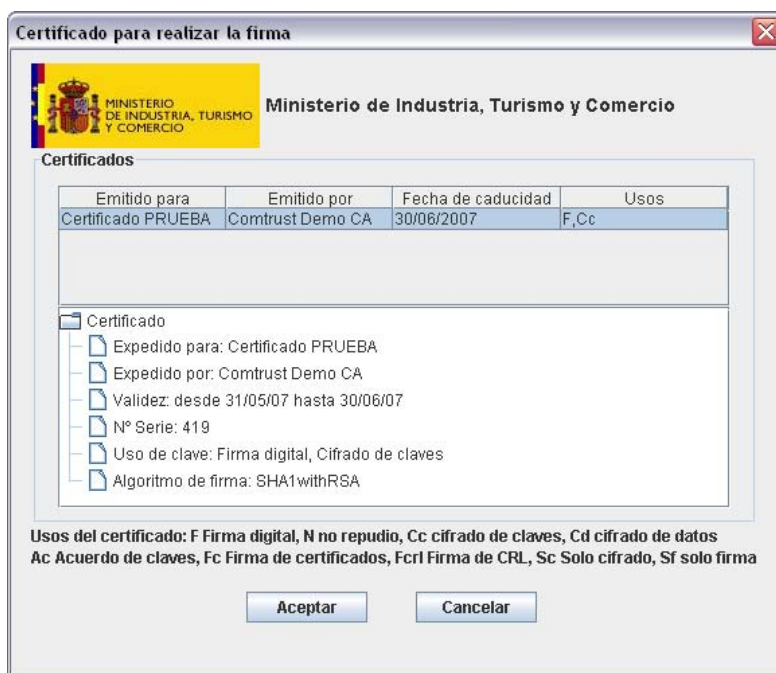 Certificado para realizar la firma
MINISTERIO
DE INDUSTRIA, TURISMO
Y COMERCIO
Ministerio de Industria, Turismo y Comercio
Certificados
Emitido para Emitido por Fecha de caducidad Usos
Certificado PRUEBA Comtrust Demo CA 30/06/2007 F,Cc
Certificado
Expedido para: Certificado PRUEBA
Expedido por: Comtrust Demo CA
Validez: desde 31/05/07 hasta 30/06/07
Nº Serie: 419
Uso de clave: Firma digital, Cifrado de claves
Algoritmo de firma: SHA1withRSA
Usos del certificado: F Firma digital, N no repudio, Cc cifrado de claves, Cd cifrado de datos
Ac Acuerdo de claves, Fc Firma de certificados, Fcrl Firma de CRL, Sc Solo cifrado, Sf solo firma
Aceptar Cancelar